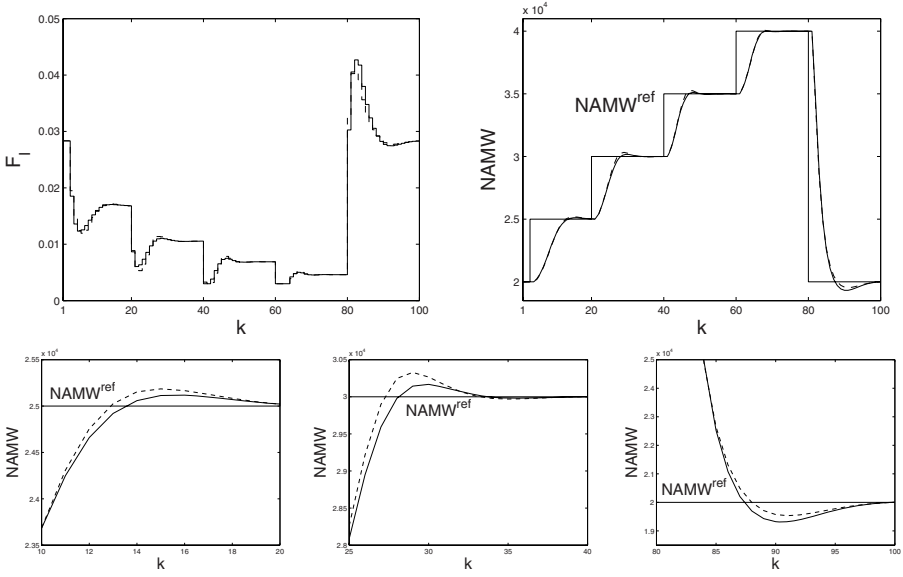 0.05
0.04
0.03
0.02
0.01
0
F_I
1 20 40 60 80 100
k
x 10^4
4
3.5
3
2.5
2
NAMW
NAMW^ref
1 20 40 60 80 100
k
x 10^4
2.55
2.5
2.45
2.4
2.35
NAMW
NAMW^ref
10 12 14 16 18 20
k
x 10^4
3.05
3
2.95
2.9
2.85
2.8
NAMW
NAMW^ref
25 30 35 40
k
x 10^4
2.5
2.4
2.3
2.2
2.1
2
1.9
NAMW
NAMW^ref
80 85 90 95 100
k